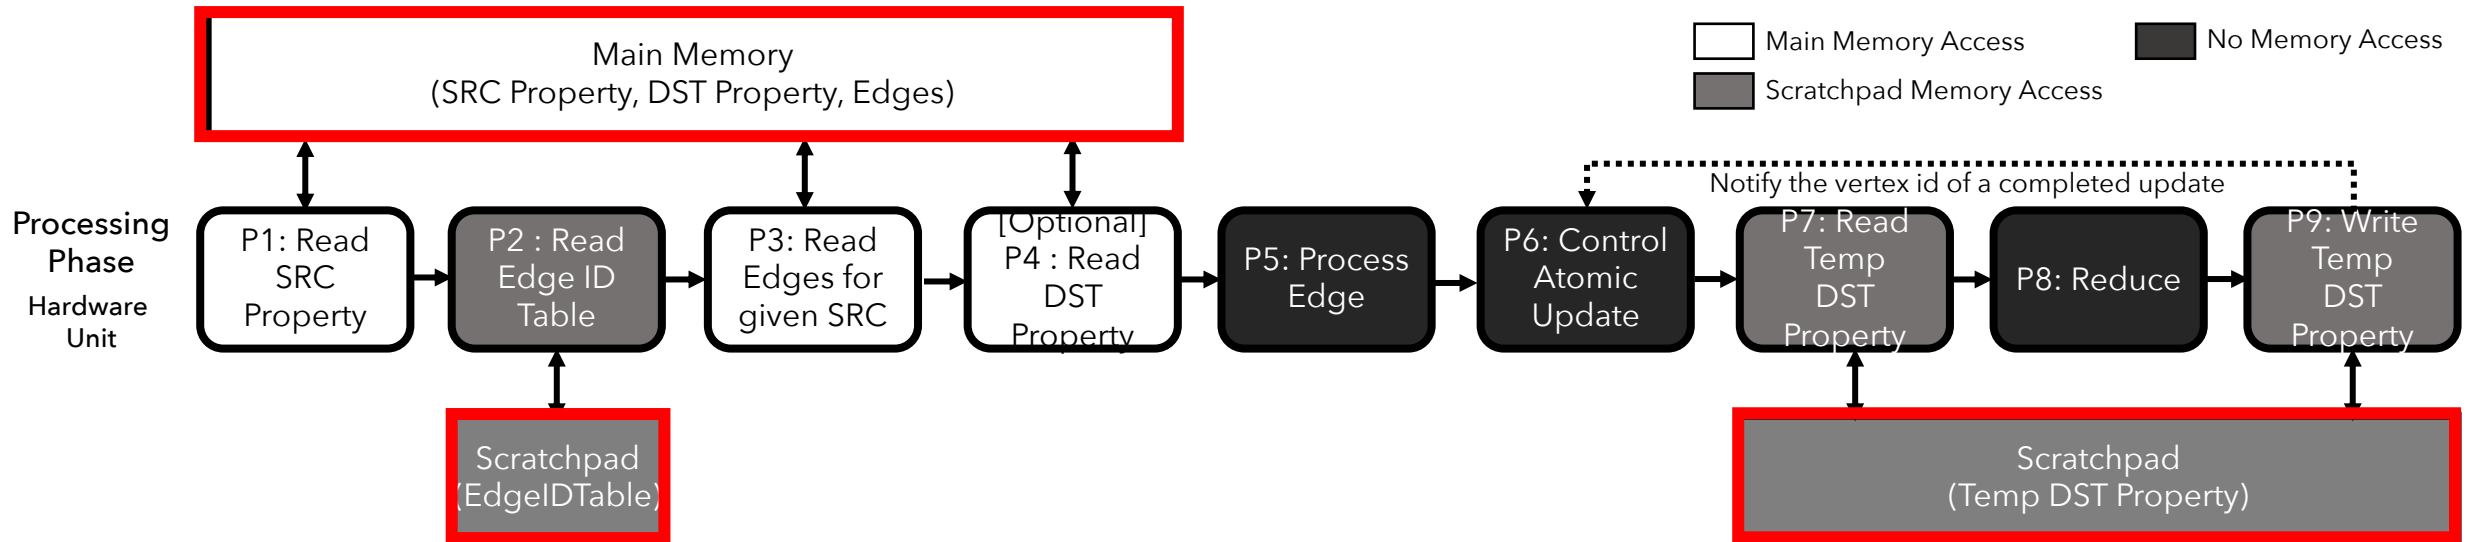 Main Memory
(SRC Property, DST Property, Edges)
Main Memory Access
No Memory Access
Scratchpad Memory Access
Notify the vertex id of a completed update
Processing
Phase
Hardware
Unit
P1: Read
SRC
Property
P2 : Read
Edge ID
Table
P3: Read
Edges for
given SRC
[Optional]
P4 : Read
DST
Property
P5: Process
Edge
P6: Control
Atomic
Update
P7: Read
Temp
DST
Property
P8: Reduce
P9: Write
Temp
DST
Property
Scratchpad
(EdgeIDTable)
Scratchpad
(Temp DST Property)